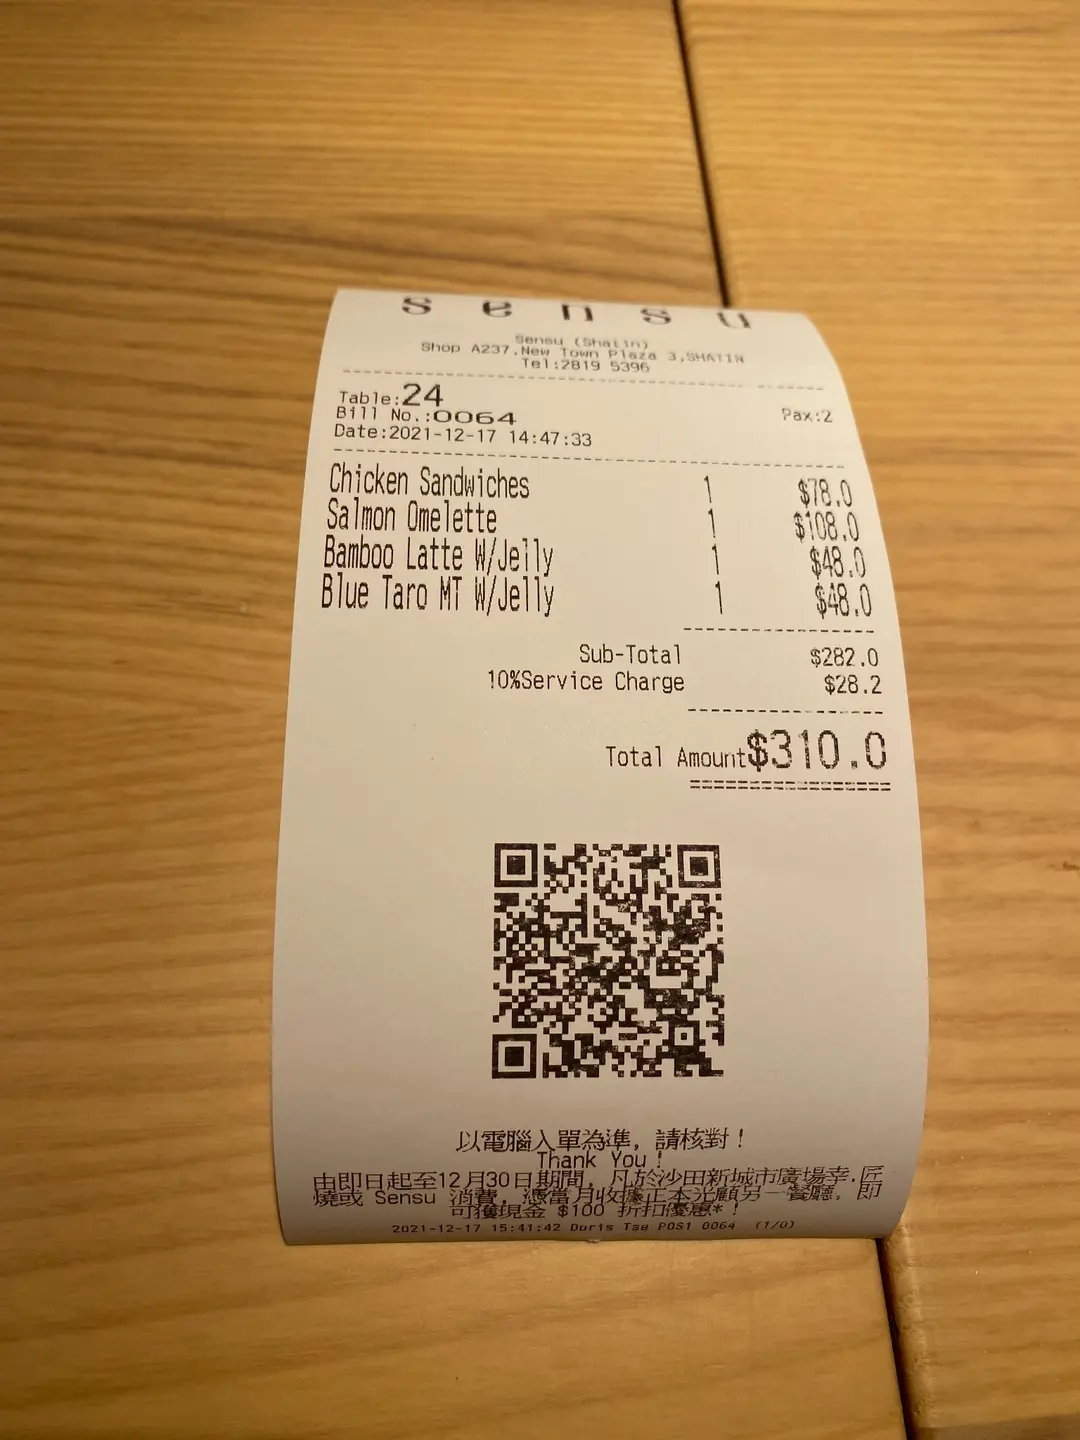 sensu
Sensu (Shatin)
Shop A237,New Town Plaza 3,SHATIN
Tel:2819 5396
Table:24
Bill No.:0064 Pax:2
Date:2021-12-17 14:47:33
Chicken Sandwiches 1 $78.0
Salmon Omelette 1 $108.0
Bamboo Latte W/Jelly 1 $48.0
Blue Taro MT W/Jelly 1 $48.0
Sub-Total $282.0
10%Service Charge $28.2
Total Amount$310.0
以電腦入單為準，請核對！
Thank You!
由即日起至12月30日期間，凡於沙田新城市廣場幸.匠
燒或 Sensu 消費，憑當月收據正本光顧另一餐廳，即
可獲現金 $100 折扣優惠*！
2021-12-17 15:41:42 Doris Tse POS1 0064 (1/0)